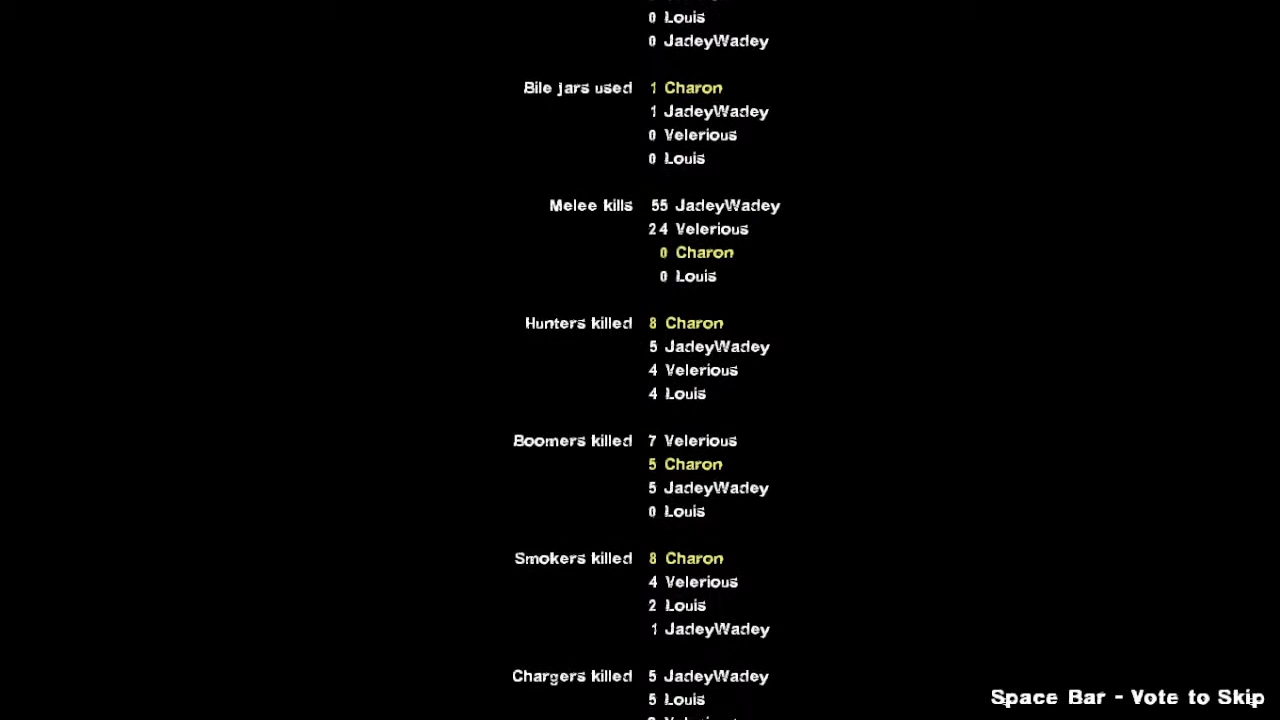 0 Louis
0 JadeyWadey
Bile jars used 1 Charon
1 JadeyWadey
0 Velerious
0 Louis
Melee kills 55 JadeyWadey
24 Velerious
0 Charon
0 Louis
Hunters killed 8 Charon
5 JadeyWadey
4 Velerious
4 Louis
Boomers killed 7 Velerious
5 Charon
5 JadeyWadey
0 Louis
Smokers killed 8 Charon
4 Velerious
2 Louis
1 JadeyWadey
Chargers killed 5 JadeyWadey
5 Louis
Space Bar - Vote to Skip